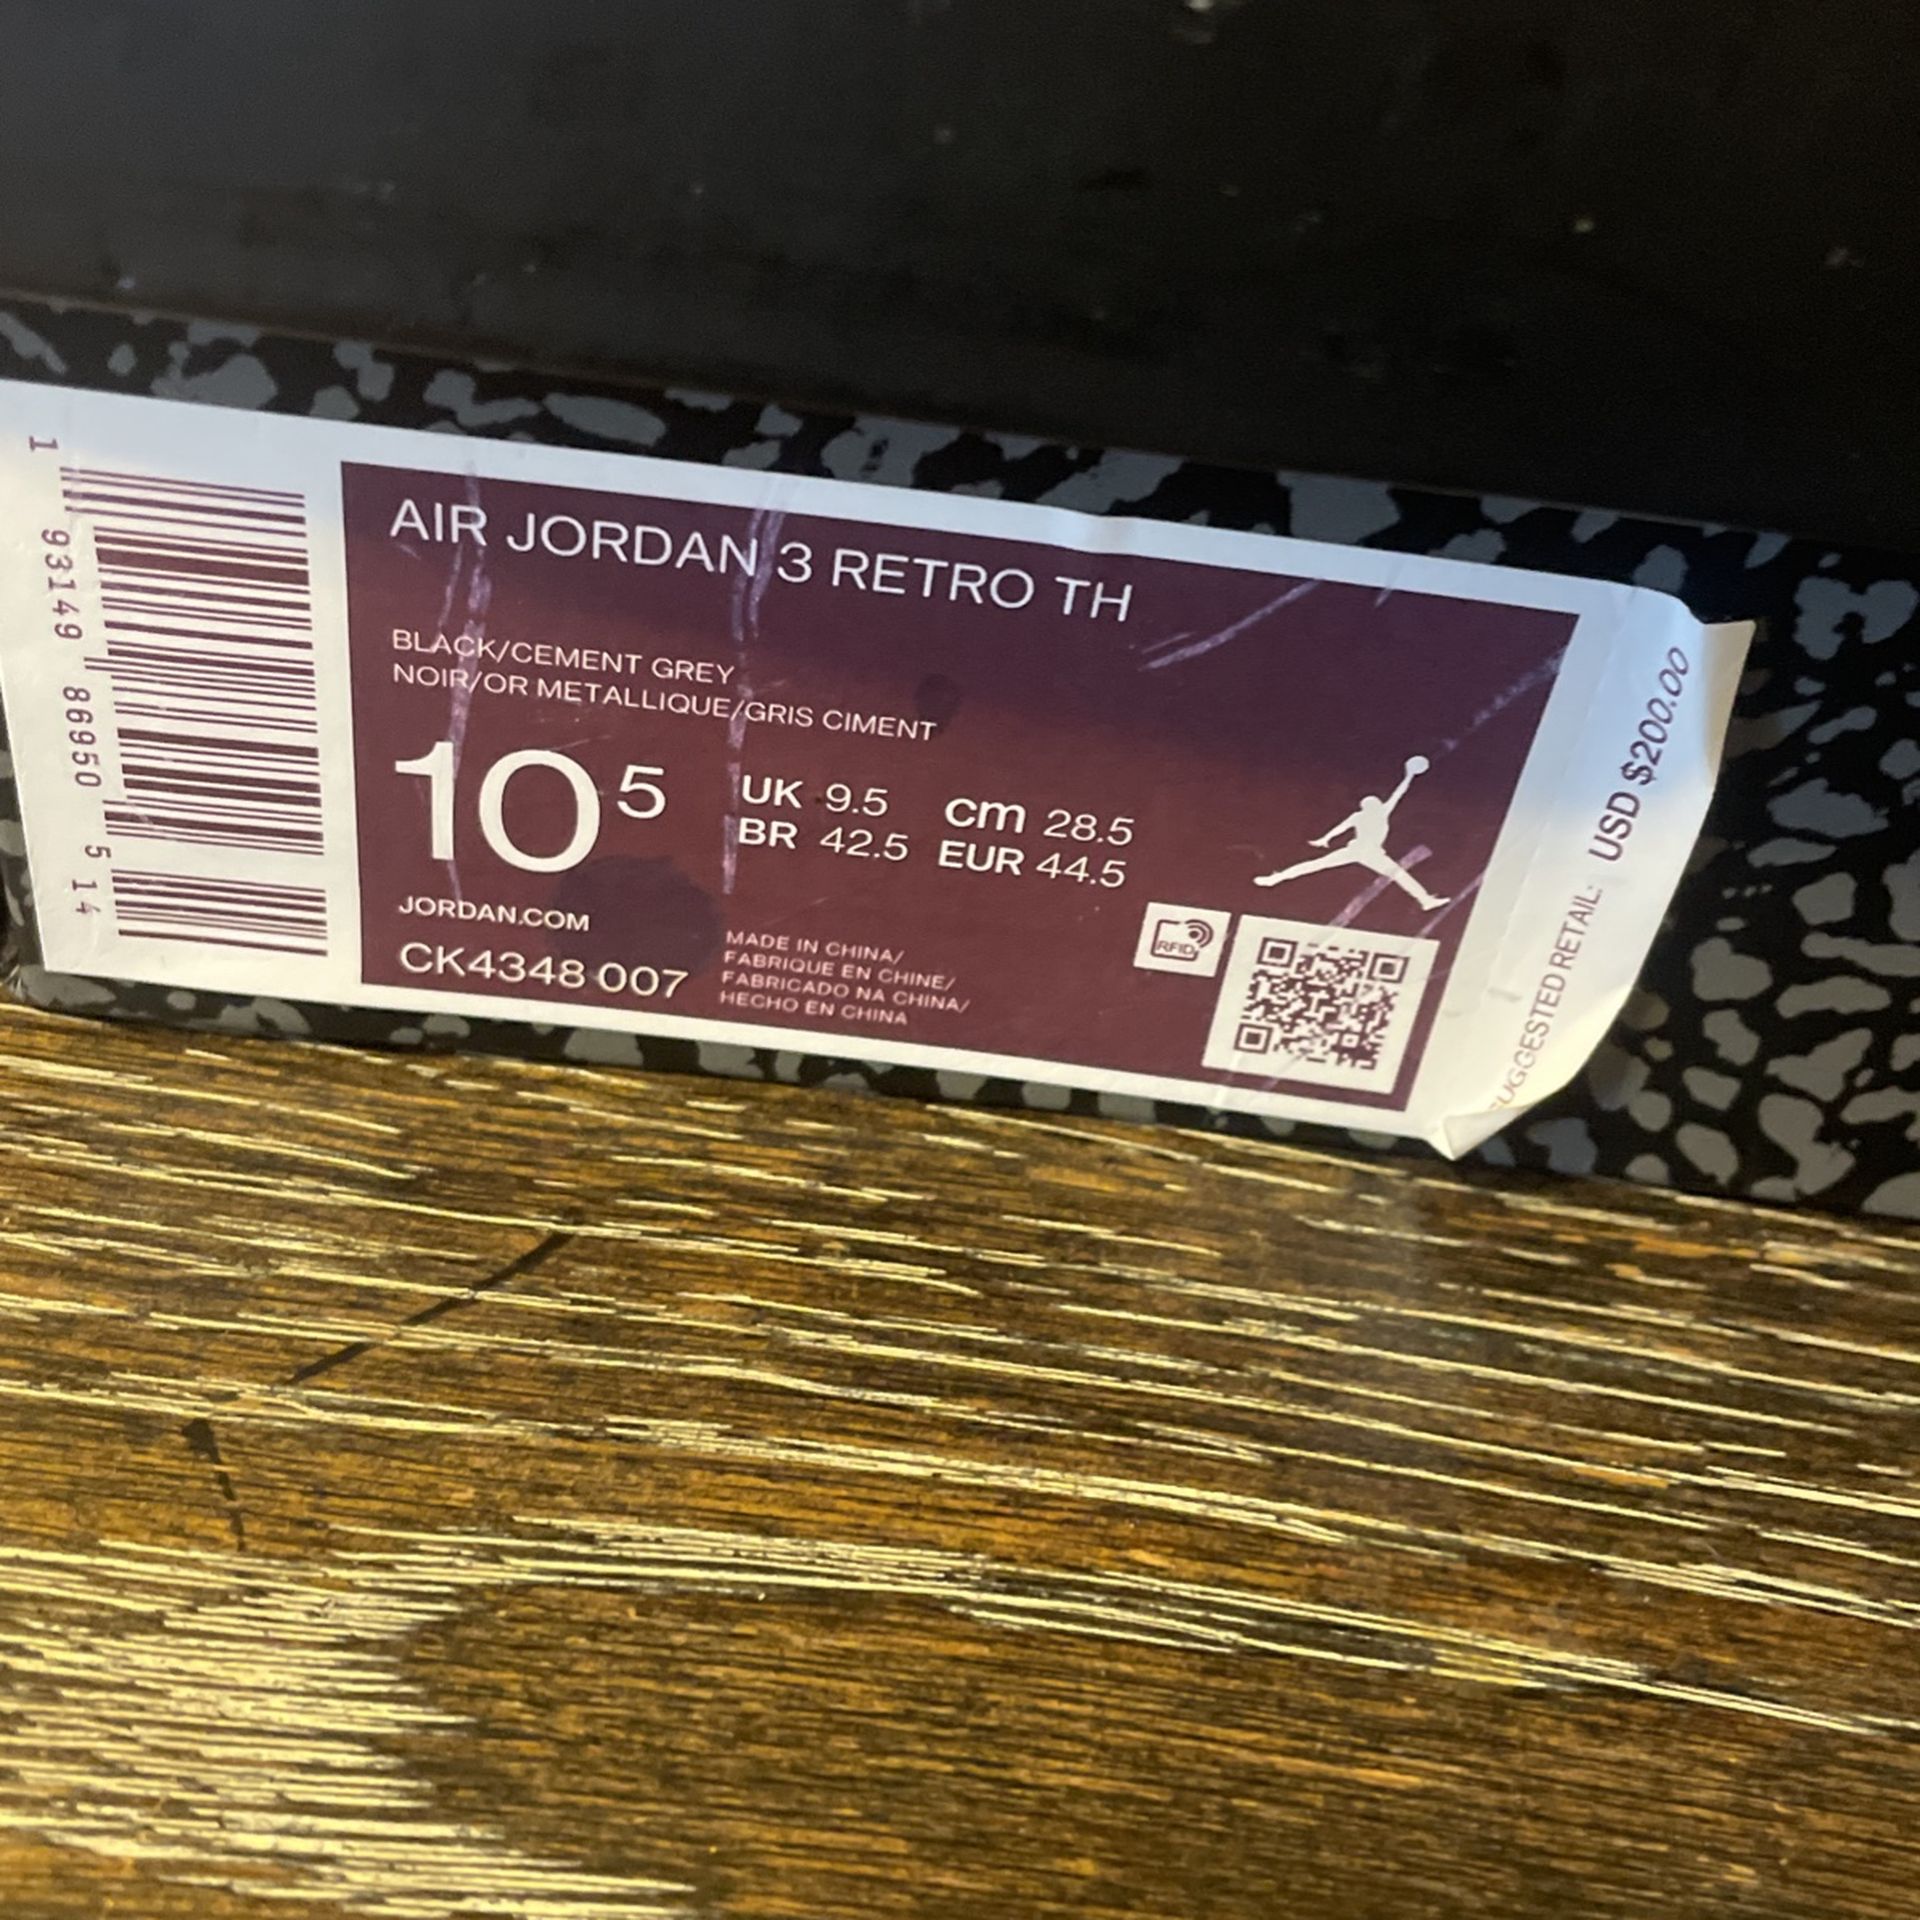 1 93149 86950 5 14
AIR JORDAN 3 RETRO TH
BLACK/CEMENT GREY
NOIR/OR METALLIQUE/GRIS CIMENT
10 5
UK 9.5 cm 28.5
BR 42.5 EUR 44.5
JORDAN.COM
CK4348 007
MADE IN CHINA/
FABRIQUE EN CHINE/
FABRICADO NA CHINA/
HECHO EN CHINA
RFID
SUGGESTED RETAIL: USD $200.00